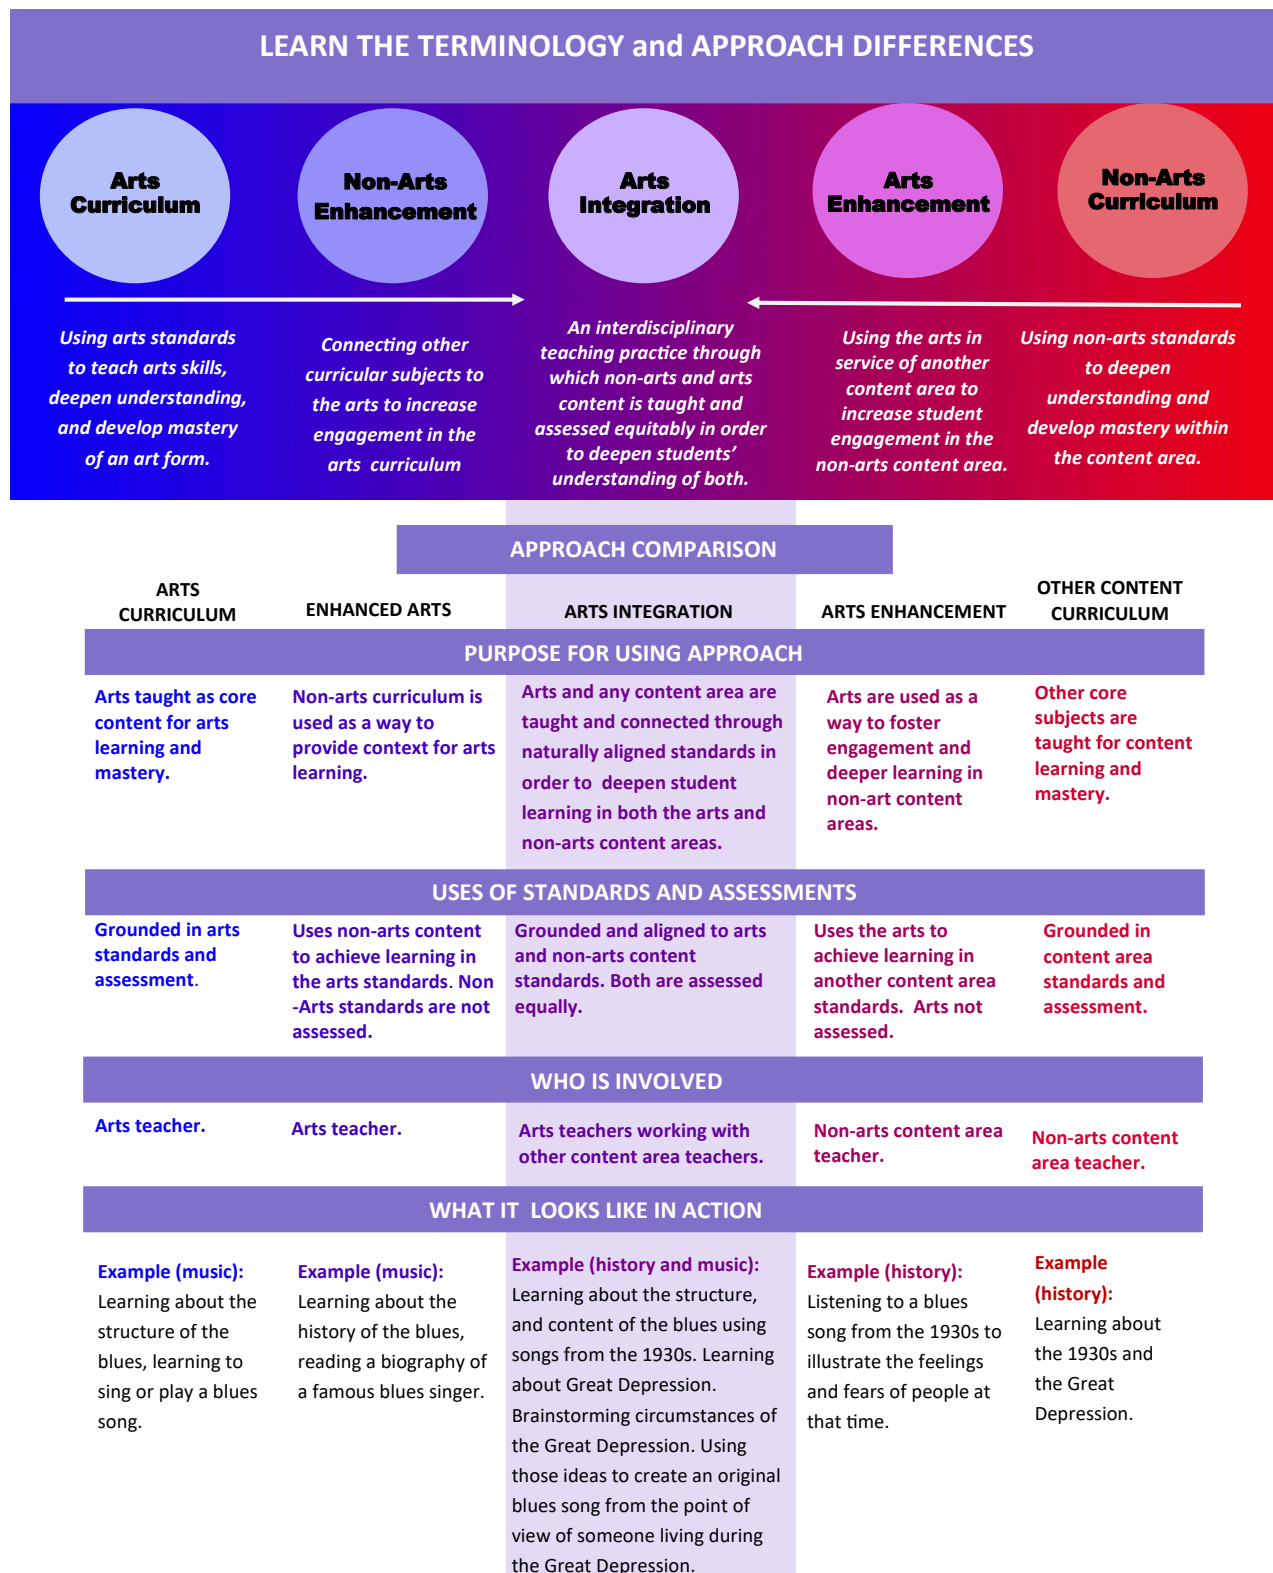 LEARN THE TERMINOLOGY and APPROACH DIFFERENCES
Arts
Curriculum
Non-Arts
Enhancement
Arts
Integration
Arts
Enhancement
Non-Arts
Curriculum
Using arts standards
to teach arts skills,
deepen understanding,
and develop mastery
of an art form.
Connecting other
curricular subjects to
the arts to increase
engagement in the
arts curriculum
An interdisciplinary
teaching practice through
which non-arts and arts
content is taught and
assessed equitably in order
to deepen students’
understanding of both.
Using the arts in
service of another
content area to
increase student
engagement in the
non-arts content area.
Using non-arts standards
to deepen
understanding and
develop mastery within
the content area.
APPROACH COMPARISON
ARTS
CURRICULUM
ENHANCED ARTS
ARTS INTEGRATION
ARTS ENHANCEMENT
OTHER CONTENT
CURRICULUM
PURPOSE FOR USING APPROACH
Arts taught as core
content for arts
learning and
mastery.
Non-arts curriculum is
used as a way to
provide context for arts
learning.
Arts and any content area are
taught and connected through
naturally aligned standards in
order to deepen student
learning in both the arts and
non-arts content areas.
Arts are used as a
way to foster
engagement and
deeper learning in
non-art content
areas.
Other core
subjects are
taught for content
learning and
mastery.
USES OF STANDARDS AND ASSESSMENTS
Grounded in arts
standards and
assessment.
Uses non-arts content
to achieve learning in
the arts standards. Non
-Arts standards are not
assessed.
Grounded and aligned to arts
and non-arts content
standards. Both are assessed
equally.
Uses the arts to
achieve learning in
another content area
standards. Arts not
assessed.
Grounded in
content area
standards and
assessment.
WHO IS INVOLVED
Arts teacher.
Arts teacher.
Arts teachers working with
other content area teachers.
Non-arts content area
teacher.
Non-arts content
area teacher.
WHAT IT LOOKS LIKE IN ACTION
Example (music):
Learning about the
structure of the
blues, learning to
sing or play a blues
song.
Example (music):
Learning about the
history of the blues,
reading a biography of
a famous blues singer.
Example (history and music):
Learning about the structure,
and content of the blues using
songs from the 1930s. Learning
about Great Depression.
Brainstorming circumstances of
the Great Depression. Using
those ideas to create an original
blues song from the point of
view of someone living during
the Great Depression.
Example (history):
Listening to a blues
song from the 1930s to
illustrate the feelings
and fears of people at
that time.
Example
(history):
Learning about
the 1930s and
the Great
Depression.